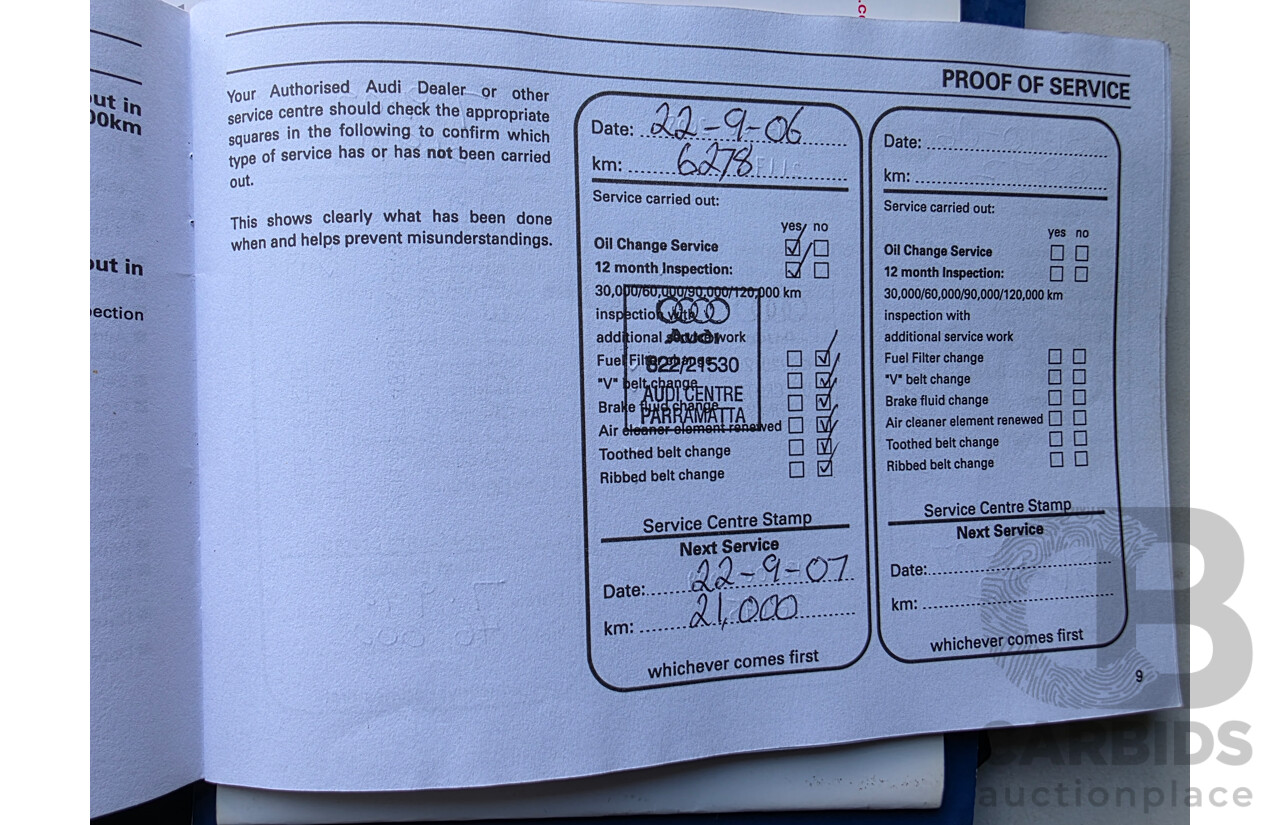 .c
out in
00km
out in
ection
PROOF OF SERVICE
Your Authorised Audi Dealer or other
service centre should check the appropriate
squares in the following to confirm which
type of service has or has not been carried
out.
This shows clearly what has been done
when and helps prevent misunderstandings.
Date: 22-9-06
km: 6278
Service carried out:
yes no
Oil Change Service
12 month Inspection:
30,000/60,000/90,000/120,000 km
inspection with
additional service work
Fuel Filter change
"V" belt change
Brake fluid change
Air cleaner element renewed
Toothed belt change
Ribbed belt change
Audi
822/21530
AUDI CENTRE
PARRAMATTA
Service Centre Stamp
Next Service
Date: 22-9-07
km: 21,000
whichever comes first
Date:
km:
Service carried out:
yes no
Oil Change Service
12 month Inspection:
30,000/60,000/90,000/120,000 km
inspection with
additional service work
Fuel Filter change
"V" belt change
Brake fluid change
Air cleaner element renewed
Toothed belt change
Ribbed belt change
Service Centre Stamp
Next Service
Date:
km:
whichever comes first
9
CARBIDS
auctionplace